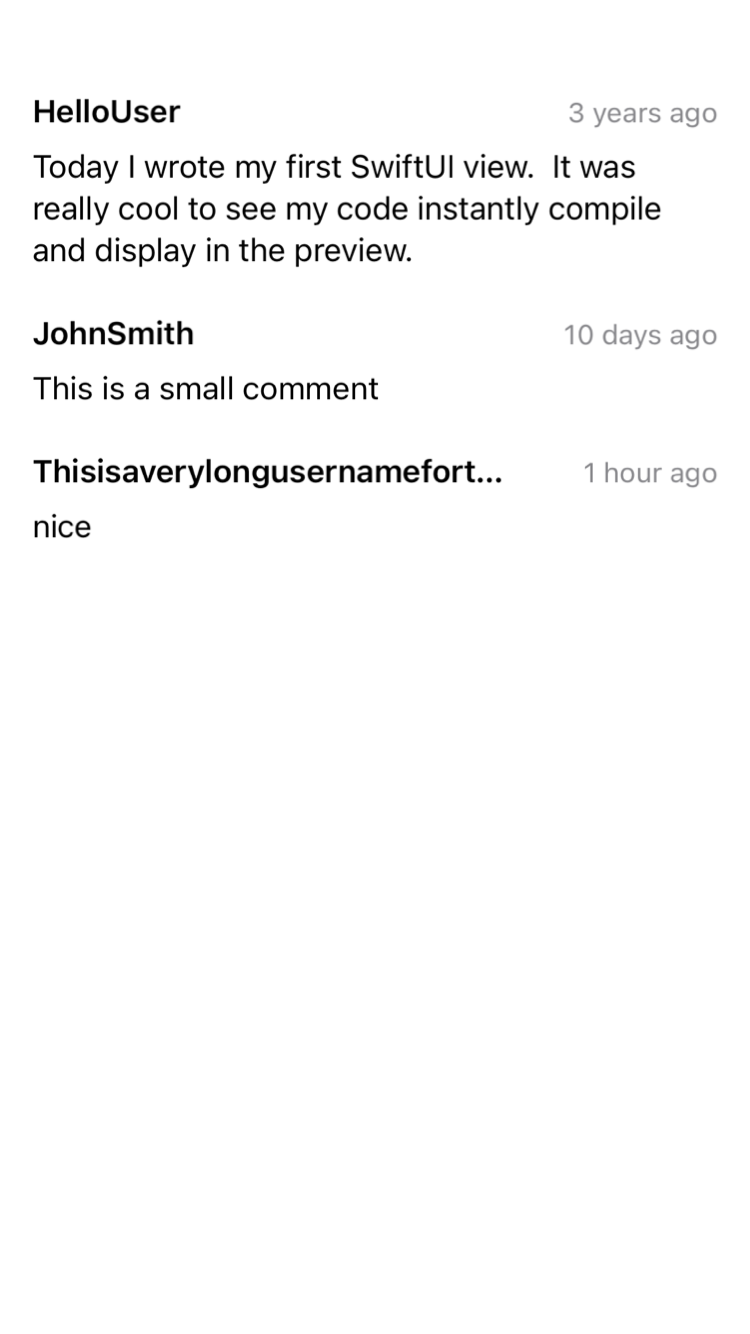 HelloUser 3 years ago
Today I wrote my first SwiftUI view.  It was
really cool to see my code instantly compile
and display in the preview.
JohnSmith 10 days ago
This is a small comment
Thisisaverylongusernamefort... 1 hour ago
nice